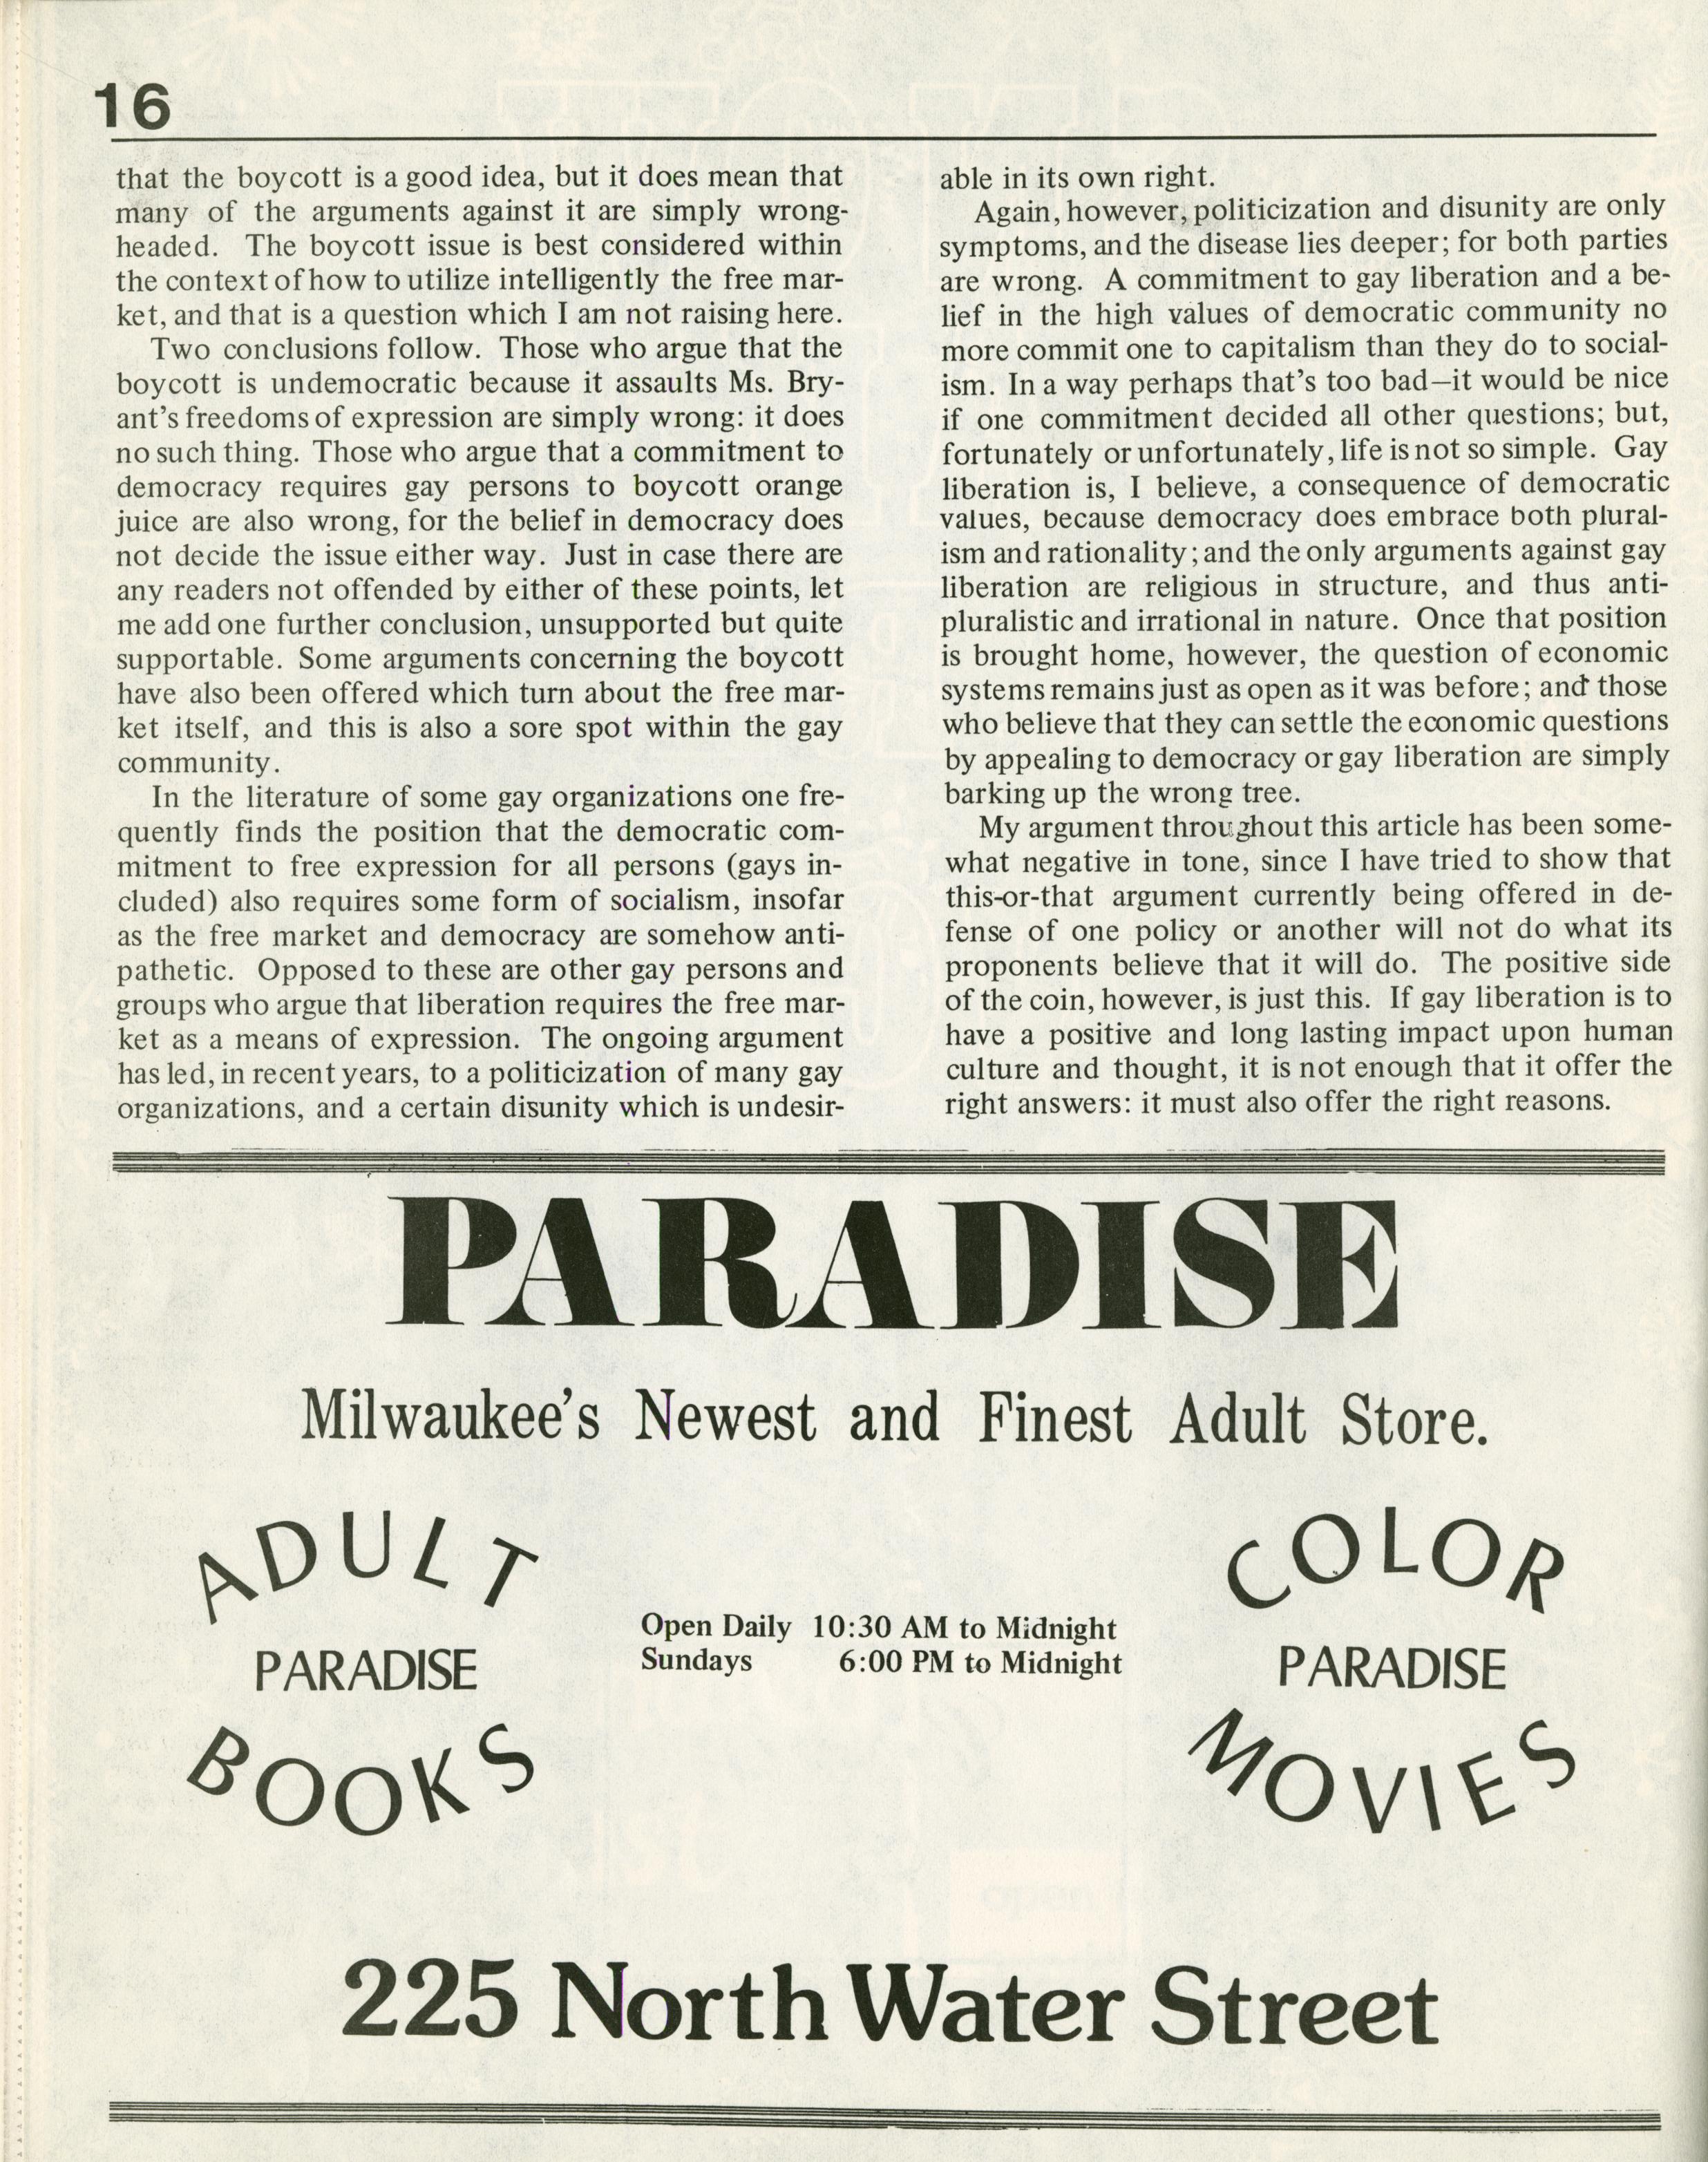 16
that the boycott is a good idea, but it does mean that
many of the arguments against it are simply wrong-
headed. The boycott issue is best considered within
the context of how to utilize intelligently the free mar-
ket, and that is a question which I am not raising here.
Two conclusions follow. Those who argue that the
boycott is undemocratic because it assaults Ms. Bry-
ant's freedoms of expression are simply wrong: it does
no such thing. Those who argue that a commitment to
democracy requires gay persons to boycott orange
juice are also wrong, for the belief in democracy does
not decide the issue either way. Just in case there are
any readers not offended by either of these points, let
me add one further conclusion, unsupported but quite
supportable. Some arguments concerning the boycott
have also been offered which turn about the free mar-
ket itself, and this is also a sore spot within the gay
community.
In the literature of some gay organizations one fre-
quently finds the position that the democratic com-
mitment to free expression for all persons (gays in-
cluded) also requires some form of socialism, insofar
as the free market and democracy are somehow anti-
pathetic. Opposed to these are other gay persons and
groups who argue that liberation requires the free mar-
ket as a means of expression. The ongoing argument
has led, in recent years, to a politicization of many gay
organizations, and a certain disunity which is undesir-
able in its own right.
Again, however, politicization and disunity are only
symptoms, and the disease lies deeper; for both parties
are wrong. A commitment to gay liberation and a be-
lief in the high values of democratic community no
more commit one to capitalism than they do to social-
ism. In a way perhaps that's too bad—it would be nice
if one commitment decided all other questions; but,
fortunately or unfortunately, life is not so simple. Gay
liberation is, I believe, a consequence of democratic
values, because democracy does embrace both plural-
ism and rationality; and the only arguments against gay
liberation are religious in structure, and thus anti-
pluralistic and irrational in nature. Once that position
is brought home, however, the question of economic
systems remains just as open as it was before; and those
who believe that they can settle the economic questions
by appealing to democracy or gay liberation are simply
barking up the wrong tree.
My argument throughout this article has been some-
what negative in tone, since I have tried to show that
this-or-that argument currently being offered in de-
fense of one policy or another will not do what its
proponents believe that it will do. The positive side
of the coin, however, is just this. If gay liberation is to
have a positive and long lasting impact upon human
culture and thought, it is not enough that it offer the
right answers: it must also offer the right reasons.
PARADISE
Milwaukee's Newest and Finest Adult Store.
ADULT
PARADISE
BOOKS
Open Daily 10:30 AM to Midnight
Sundays 6:00 PM to Midnight
COLOR
PARADISE
MOVIES
225 North Water Street